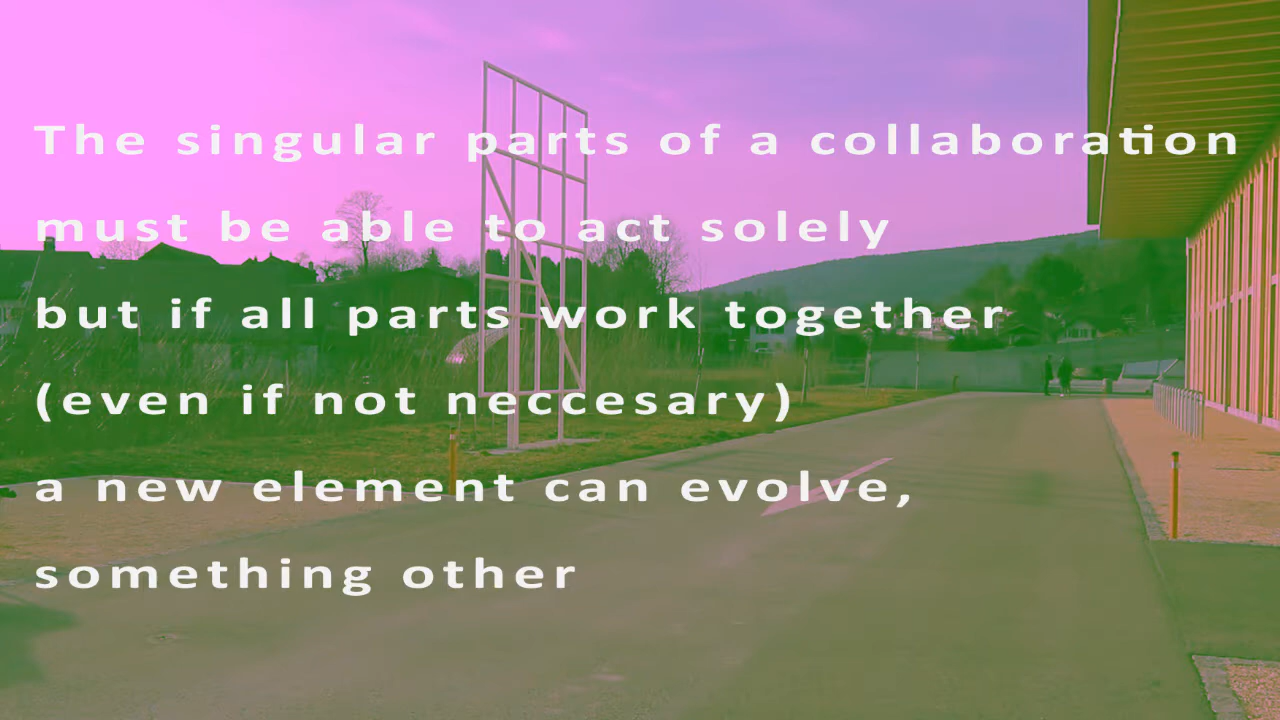 The singular parts of a collaboration
must be able to act solely
but if all parts work together
(even if not neccesary)
a new element can evolve,
something other